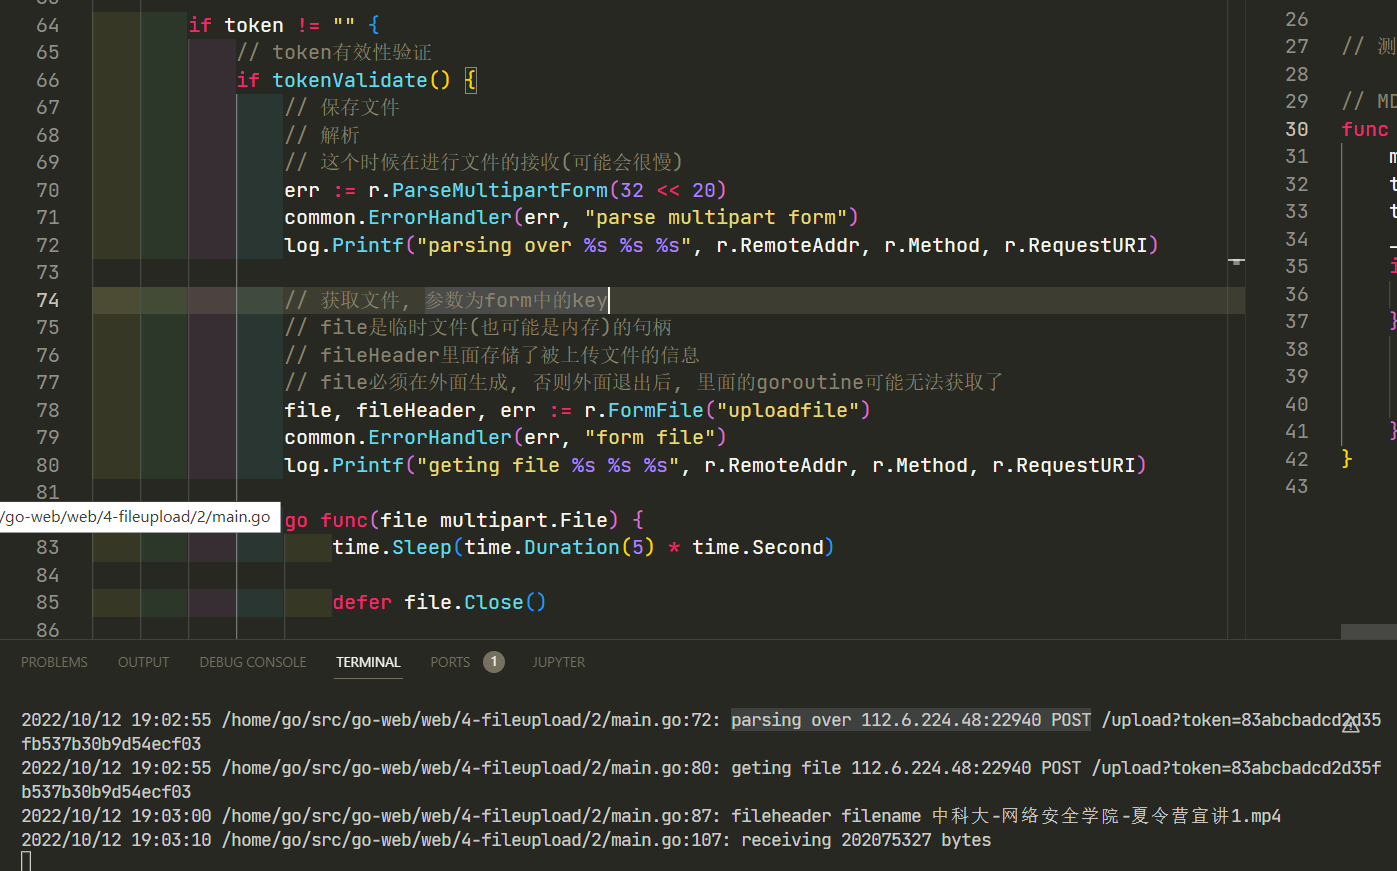 64 if token != "" {
65 // token有效性验证
66 if tokenValidate() {
67 // 保存文件
68 // 解析
69 // 这个时候在进行文件的接收(可能会很慢)
70 err := r.ParseMultipartForm(32 << 20)
71 common.ErrorHandler(err, "parse multipart form")
72 log.Printf("parsing over %s %s %s", r.RemoteAddr, r.Method, r.RequestURI)
73
74 // 获取文件, 参数为form中的key
75 // file是临时文件(也可能是内存)的句柄
76 // fileHeader里面存储了被上传文件的信息
77 // file必须在外面生成, 否则外面退出后, 里面的goroutine可能无法获取了
78 file, fileHeader, err := r.FormFile("uploadfile")
79 common.ErrorHandler(err, "form file")
80 log.Printf("geting file %s %s %s", r.RemoteAddr, r.Method, r.RequestURI)
81
/go-web/web/4-fileupload/2/main.go
go func(file multipart.File) {
83 time.Sleep(time.Duration(5) * time.Second)
84
85 defer file.Close()
86
26
27 // 测
28
29 // MD
30 func
31
32 t
33 t
34 _
35 i
36
37 }
38
39
40
41 }
42 }
43
PROBLEMS OUTPUT DEBUG CONSOLE TERMINAL PORTS 1 JUPYTER
2022/10/12 19:02:55 /home/go/src/go-web/web/4-fileupload/2/main.go:72: parsing over 112.6.224.48:22940 POST /upload?token=83abcbadcd2d35
fb537b30b9d54ecf03
2022/10/12 19:02:55 /home/go/src/go-web/web/4-fileupload/2/main.go:80: geting file 112.6.224.48:22940 POST /upload?token=83abcbadcd2d35f
b537b30b9d54ecf03
2022/10/12 19:03:00 /home/go/src/go-web/web/4-fileupload/2/main.go:87: fileheader filename 中科大-网络安全学院-夏令营宣讲1.mp4
2022/10/12 19:03:10 /home/go/src/go-web/web/4-fileupload/2/main.go:107: receiving 202075327 bytes